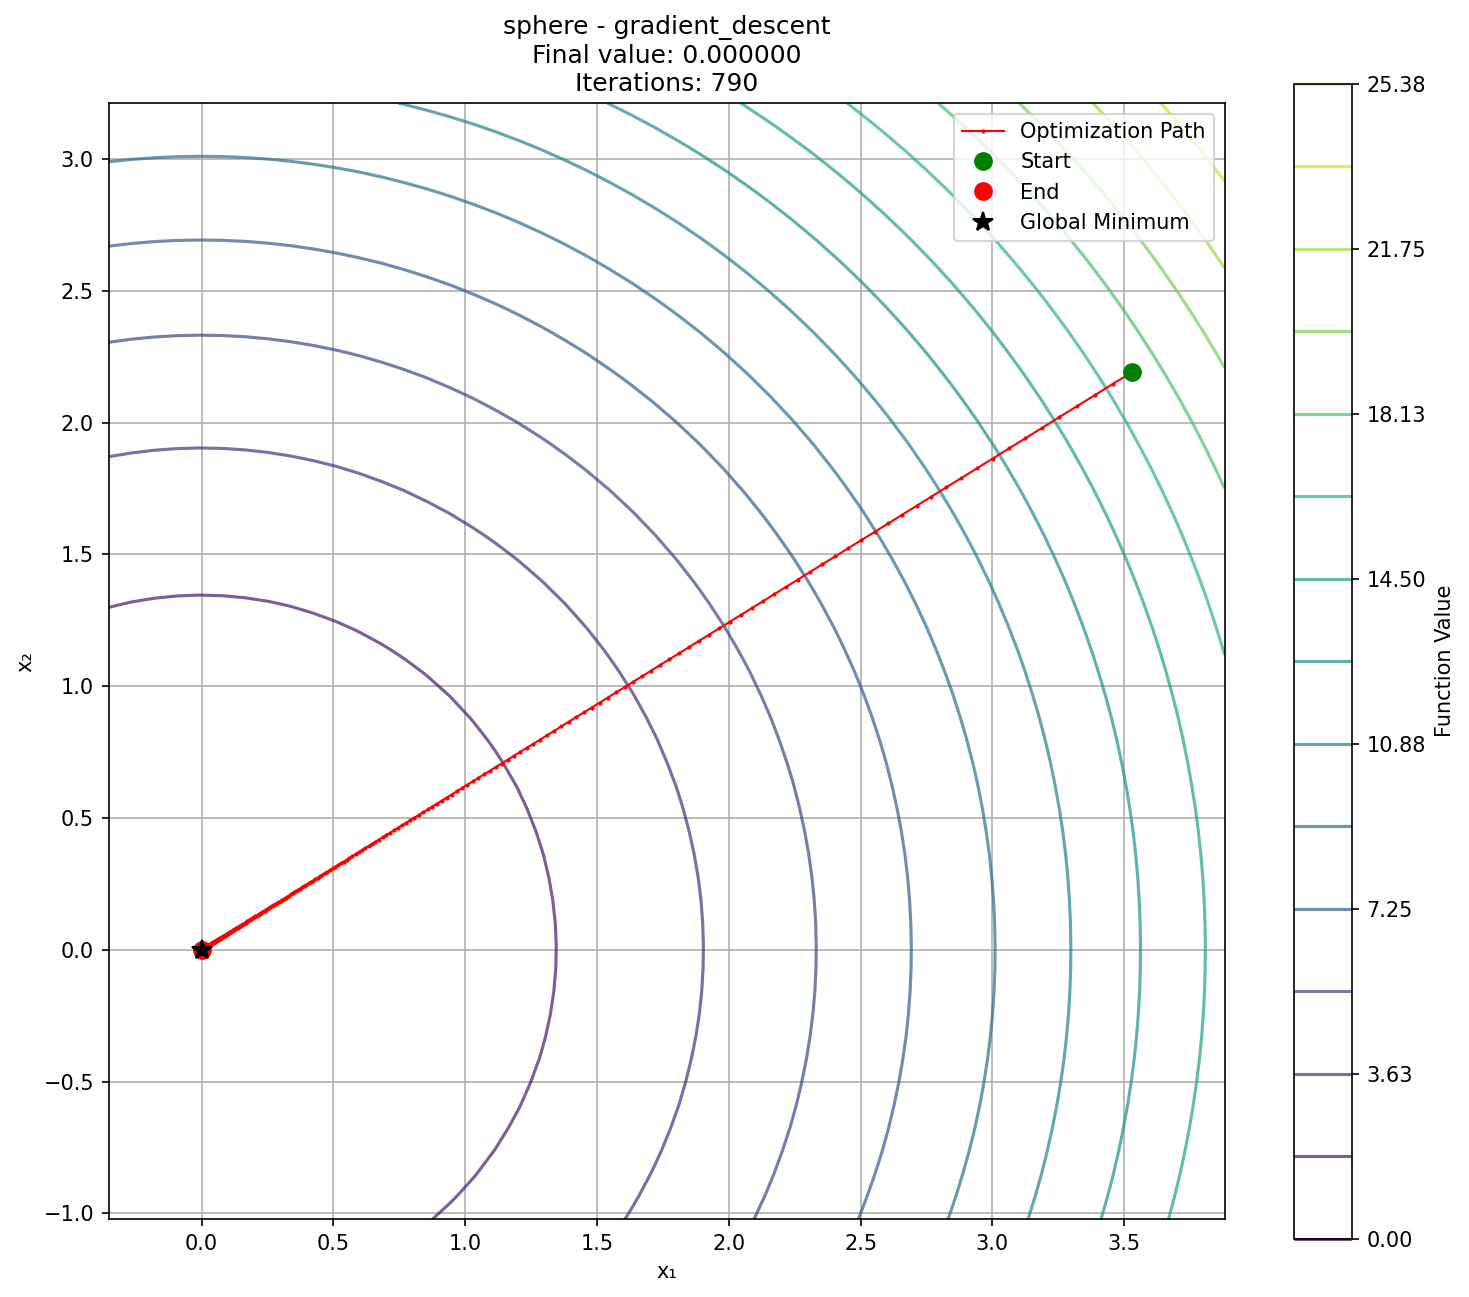 sphere - gradient_descent
Final value: 0.000000
Iterations: 790
Optimization Path
Start
End
Global Minimum
3.0
2.5
2.0
1.5
1.0
0.5
0.0
−0.5
−1.0
x₂
0.0
0.5
1.0
1.5
2.0
2.5
3.0
3.5
x₁
25.38
21.75
18.13
14.50
10.88
7.25
3.63
0.00
Function Value